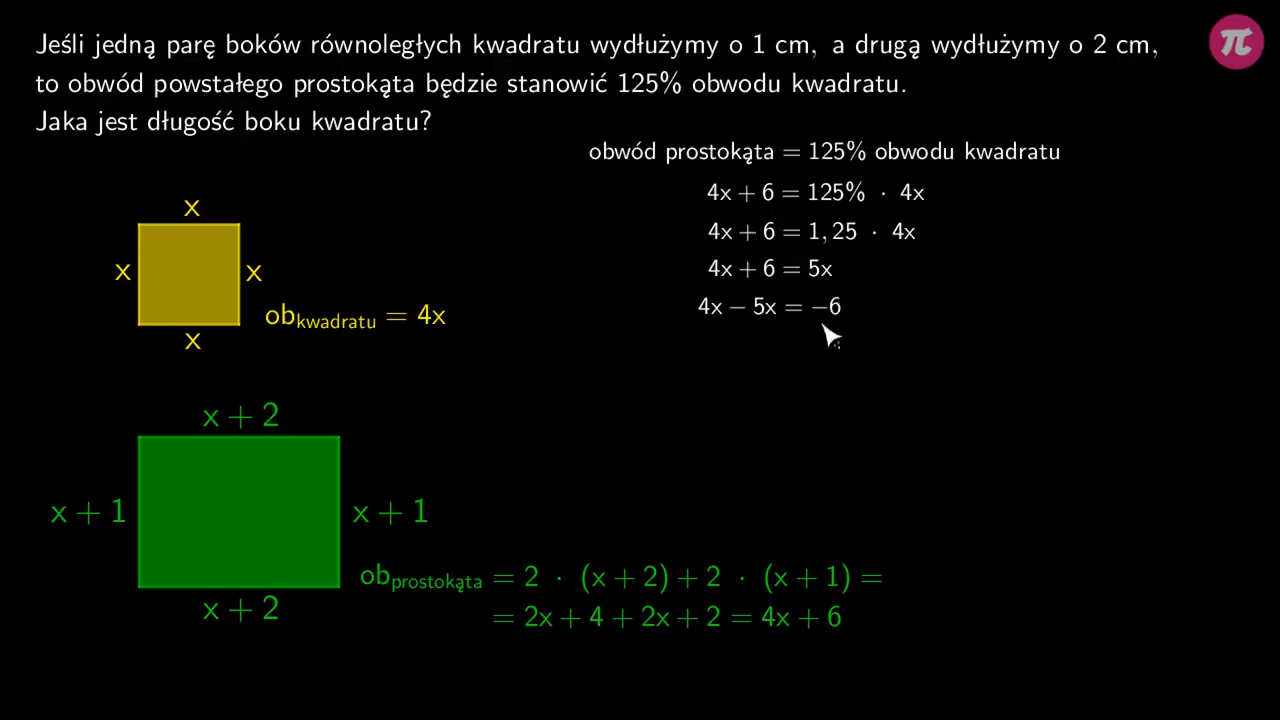 Jeśli jedną parę boków równoległych kwadratu wydłużymy o 1 cm, a drugą wydłużymy o 2 cm,
to obwód powstałego prostokąta będzie stanowić 125% obwodu kwadratu.
Jaka jest długość boku kwadratu?
π
obwód prostokąta = 125% obwodu kwadratu
4x + 6 = 125% · 4x
4x + 6 = 1,25 · 4x
4x + 6 = 5x
4x − 5x = −6
x
x x
x
ob_kwadratu = 4x
x + 2
x + 1 x + 1
x + 2
ob_prostokąta = 2 · (x + 2) + 2 · (x + 1) =
= 2x + 4 + 2x + 2 = 4x + 6